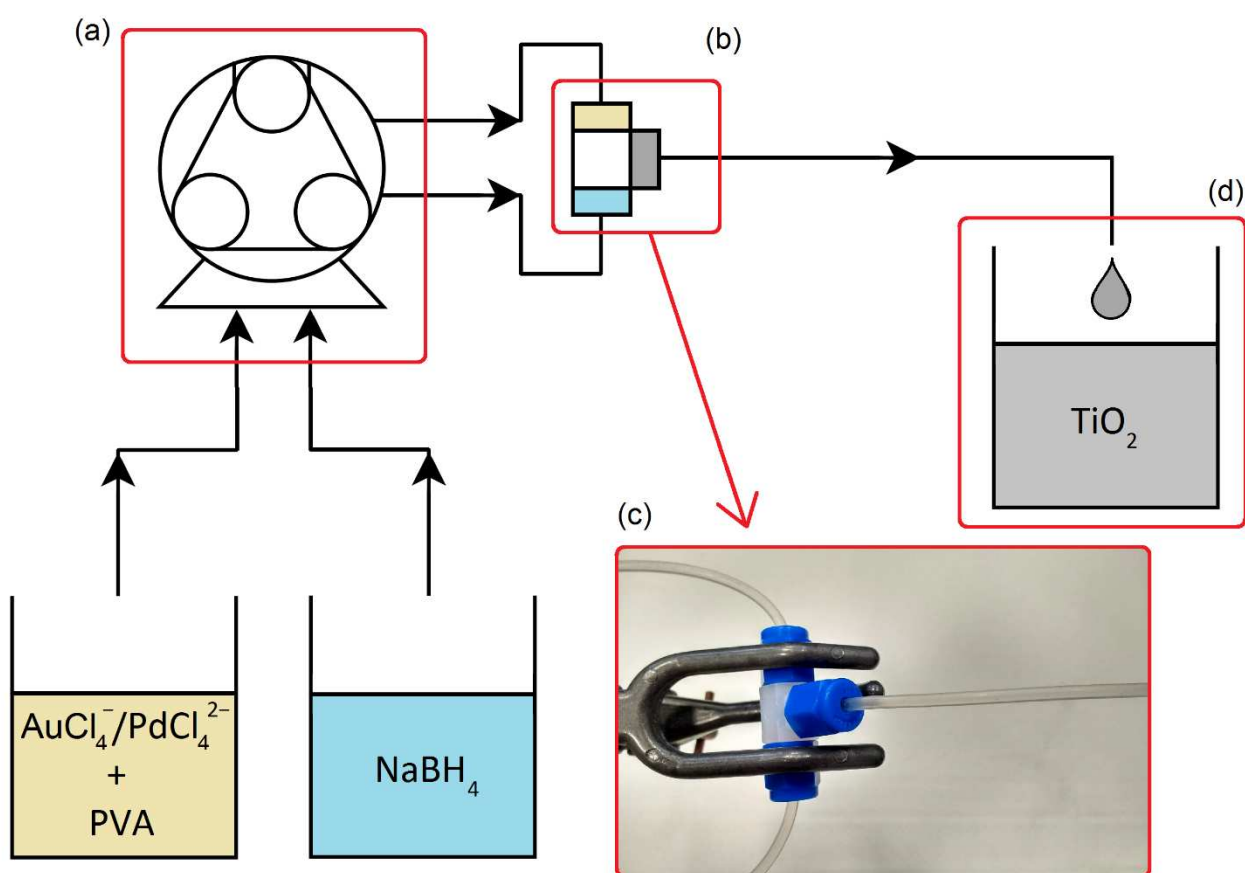 (a)
(b)
(d)
TiO₂
(c)
AuCl₄⁻/PdCl₄²⁻
+
PVA
NaBH₄